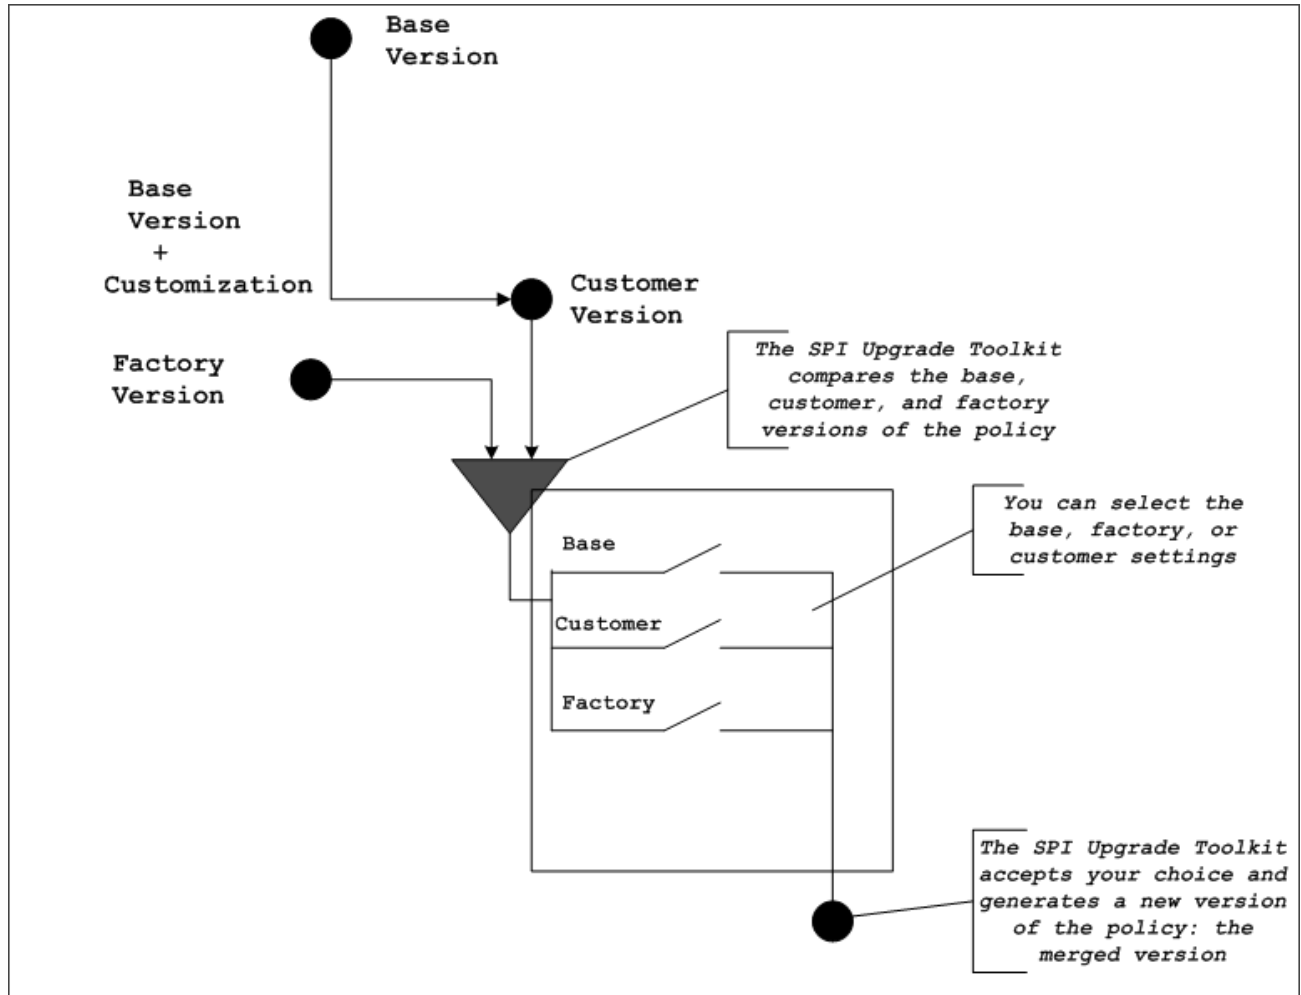 Base
Version
Base
Version
+
Customization
Customer
Version
Factory
Version
The SPI Upgrade Toolkit
compares the base,
customer, and factory
versions of the policy
You can select the
base, factory, or
customer settings
Base
Customer
Factory
The SPI Upgrade Toolkit
accepts your choice and
generates a new version
of the policy: the
merged version